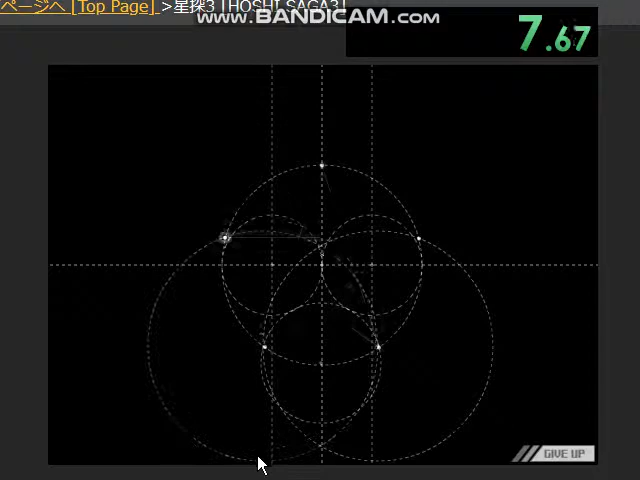 ページへ [Top Page] >星探3 [HOSHI SAGA3]
www.BANDICAM.com
7.67
GIVE UP